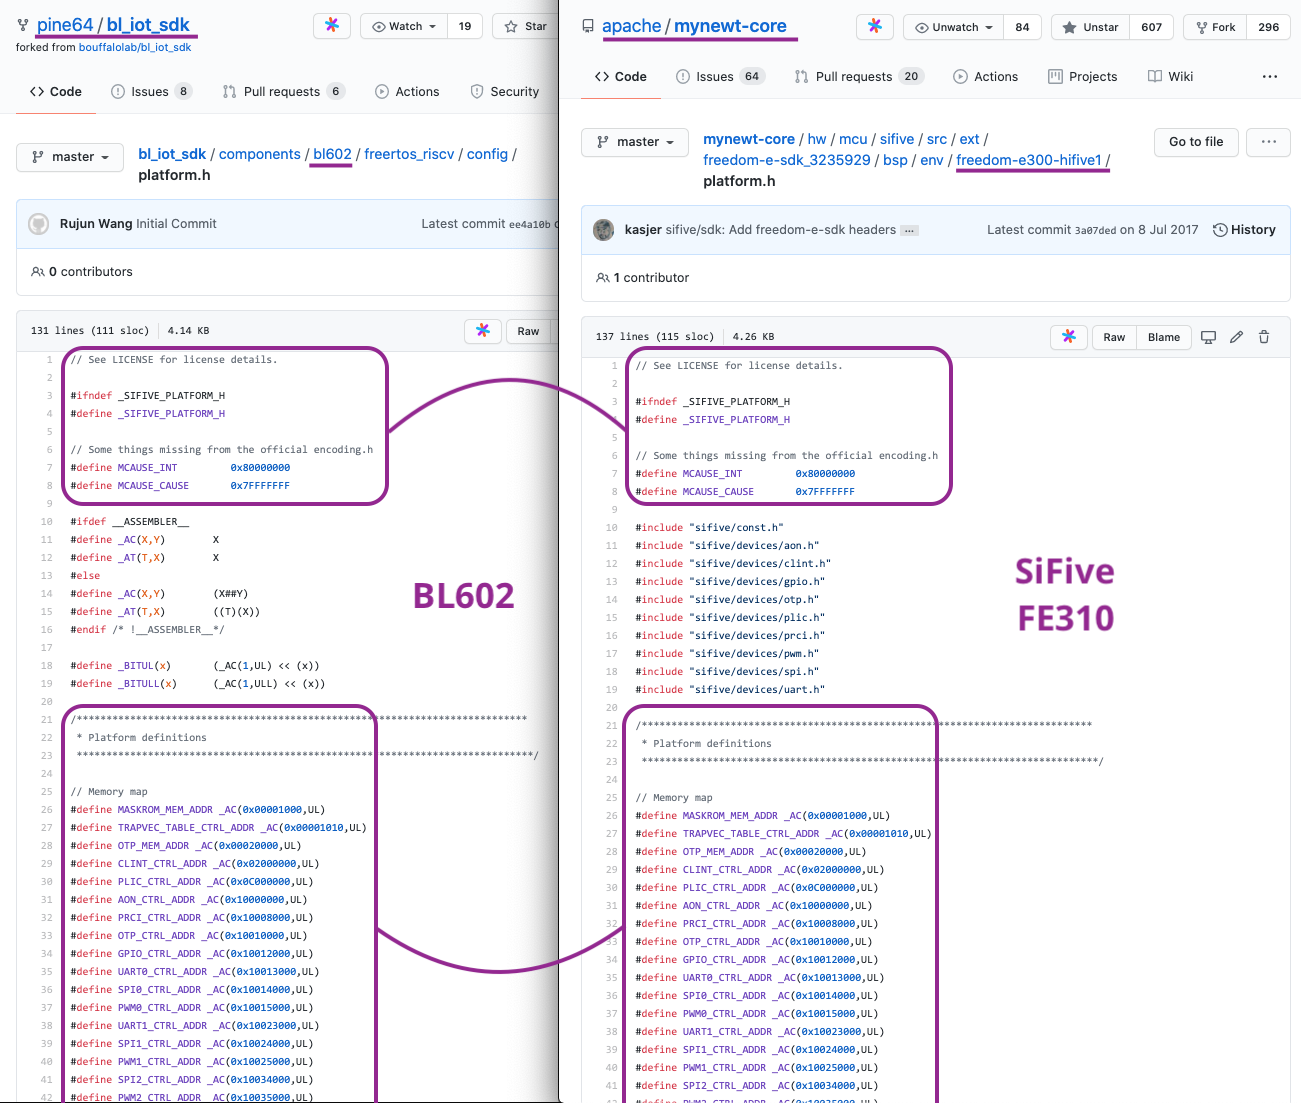 pine64 / bl_iot_sdk
forked from bouffalolab/bl_iot_sdk
Watch 19
Star
Code
Issues 8
Pull requests 6
Actions
Security
master
bl_iot_sdk / components / bl602 / freertos_riscv / config /
platform.h
Rujun Wang Initial Commit
Latest commit ee4a10b
0 contributors
131 lines (111 sloc) 4.14 KB
Raw
1 // See LICENSE for license details.
2
3 #ifndef _SIFIVE_PLATFORM_H
4 #define _SIFIVE_PLATFORM_H
5
6 // Some things missing from the official encoding.h
7 #define MCAUSE_INT 0x80000000
8 #define MCAUSE_CAUSE 0x7FFFFFFF
9
10 #ifdef __ASSEMBLER__
11 #define _AC(X,Y) X
12 #define _AT(T,X) X
13 #else
14 #define _AC(X,Y) (X##Y)
15 #define _AT(T,X) ((T)(X))
16 #endif /* !__ASSEMBLER__*/
17
18 #define _BITUL(x) (_AC(1,UL) << (x))
19 #define _BITULL(x) (_AC(1,ULL) << (x))
20
21 /****************************************************************************
22 * Platform definitions
23 *****************************************************************************/
24
25 // Memory map
26 #define MASKROM_MEM_ADDR _AC(0x00001000,UL)
27 #define TRAPVEC_TABLE_CTRL_ADDR _AC(0x00001010,UL)
28 #define OTP_MEM_ADDR _AC(0x00020000,UL)
29 #define CLINT_CTRL_ADDR _AC(0x02000000,UL)
30 #define PLIC_CTRL_ADDR _AC(0x0C000000,UL)
31 #define AON_CTRL_ADDR _AC(0x10000000,UL)
32 #define PRCI_CTRL_ADDR _AC(0x10008000,UL)
33 #define OTP_CTRL_ADDR _AC(0x10010000,UL)
34 #define GPIO_CTRL_ADDR _AC(0x10012000,UL)
35 #define UART0_CTRL_ADDR _AC(0x10013000,UL)
36 #define SPI0_CTRL_ADDR _AC(0x10014000,UL)
37 #define PWM0_CTRL_ADDR _AC(0x10015000,UL)
38 #define UART1_CTRL_ADDR _AC(0x10023000,UL)
39 #define SPI1_CTRL_ADDR _AC(0x10024000,UL)
40 #define PWM1_CTRL_ADDR _AC(0x10025000,UL)
41 #define SPI2_CTRL_ADDR _AC(0x10034000,UL)
42 #define PWM2_CTRL_ADDR _AC(0x10035000,UL)
BL602
apache / mynewt-core
Unwatch 84
Unstar 607
Fork 296
Code
Issues 64
Pull requests 20
Actions
Projects
Wiki
...
master
mynewt-core / hw / mcu / sifive / src / ext /
freedom-e-sdk_3235929 / bsp / env / freedom-e300-hifive1 /
platform.h
Go to file
...
kasjer sifive/sdk: Add freedom-e-sdk headers ...
Latest commit 3a07ded on 8 Jul 2017
History
1 contributor
137 lines (115 sloc) 4.26 KB
Raw
Blame
1 // See LICENSE for license details.
2
3 #ifndef _SIFIVE_PLATFORM_H
#define _SIFIVE_PLATFORM_H
5
6 // Some things missing from the official encoding.h
7 #define MCAUSE_INT 0x80000000
8 #define MCAUSE_CAUSE 0x7FFFFFFF
9
10 #include "sifive/const.h"
11 #include "sifive/devices/aon.h"
12 #include "sifive/devices/clint.h"
13 #include "sifive/devices/gpio.h"
14 #include "sifive/devices/otp.h"
15 #include "sifive/devices/plic.h"
16 #include "sifive/devices/prci.h"
17 #include "sifive/devices/pwm.h"
18 #include "sifive/devices/spi.h"
19 #include "sifive/devices/uart.h"
20
21 /****************************************************************************
22 * Platform definitions
23 *****************************************************************************/
24
25 // Memory map
26 #define MASKROM_MEM_ADDR _AC(0x00001000,UL)
27 #define TRAPVEC_TABLE_CTRL_ADDR _AC(0x00001010,UL)
28 #define OTP_MEM_ADDR _AC(0x00020000,UL)
29 #define CLINT_CTRL_ADDR _AC(0x02000000,UL)
30 #define PLIC_CTRL_ADDR _AC(0x0C000000,UL)
31 #define AON_CTRL_ADDR _AC(0x10000000,UL)
32 #define PRCI_CTRL_ADDR _AC(0x10008000,UL)
33 #define OTP_CTRL_ADDR _AC(0x10010000,UL)
34 #define GPIO_CTRL_ADDR _AC(0x10012000,UL)
35 #define UART0_CTRL_ADDR _AC(0x10013000,UL)
36 #define SPI0_CTRL_ADDR _AC(0x10014000,UL)
37 #define PWM0_CTRL_ADDR _AC(0x10015000,UL)
38 #define UART1_CTRL_ADDR _AC(0x10023000,UL)
39 #define SPI1_CTRL_ADDR _AC(0x10024000,UL)
40 #define PWM1_CTRL_ADDR _AC(0x10025000,UL)
41 #define SPI2_CTRL_ADDR _AC(0x10034000,UL)
42 #define PWM2_CTRL_ADDR _AC(0x10035000,UL)
SiFive
FE310